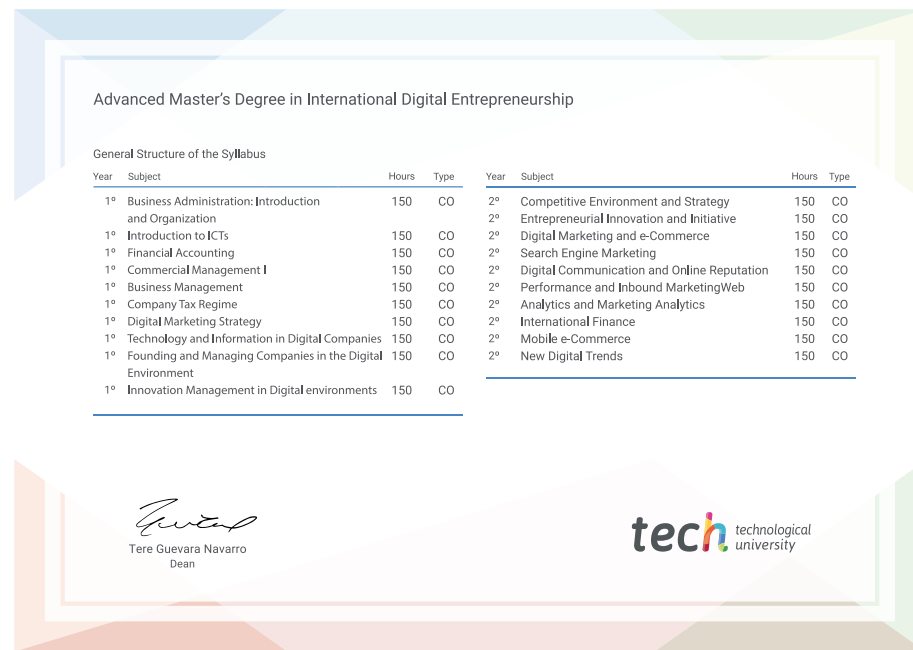 Advanced Master's Degree in International Digital Entrepreneurship
General Structure of the Syllabus
Year Subject Hours Type
1º Business Administration: Introduction 150 CO
and Organization
1º Introduction to ICTs 150 CO
1º Financial Accounting 150 CO
1º Commercial Management I 150 CO
1º Business Management 150 CO
1º Company Tax Regime 150 CO
1º Digital Marketing Strategy 150 CO
1º Technology and Information in Digital Companies 150 CO
1º Founding and Managing Companies in the Digital 150 CO
Environment
1º Innovation Management in Digital environments 150 CO
Year Subject Hours Type
2º Competitive Environment and Strategy 150 CO
2º Entrepreneurial Innovation and Initiative 150 CO
2º Digital Marketing and e-Commerce 150 CO
2º Search Engine Marketing 150 CO
2º Digital Communication and Online Reputation 150 CO
2º Performance and Inbound MarketingWeb 150 CO
2º Analytics and Marketing Analytics 150 CO
2º International Finance 150 CO
2º Mobile e-Commerce 150 CO
2º New Digital Trends 150 CO
Tere Guevara Navarro
Dean
tech technological
university